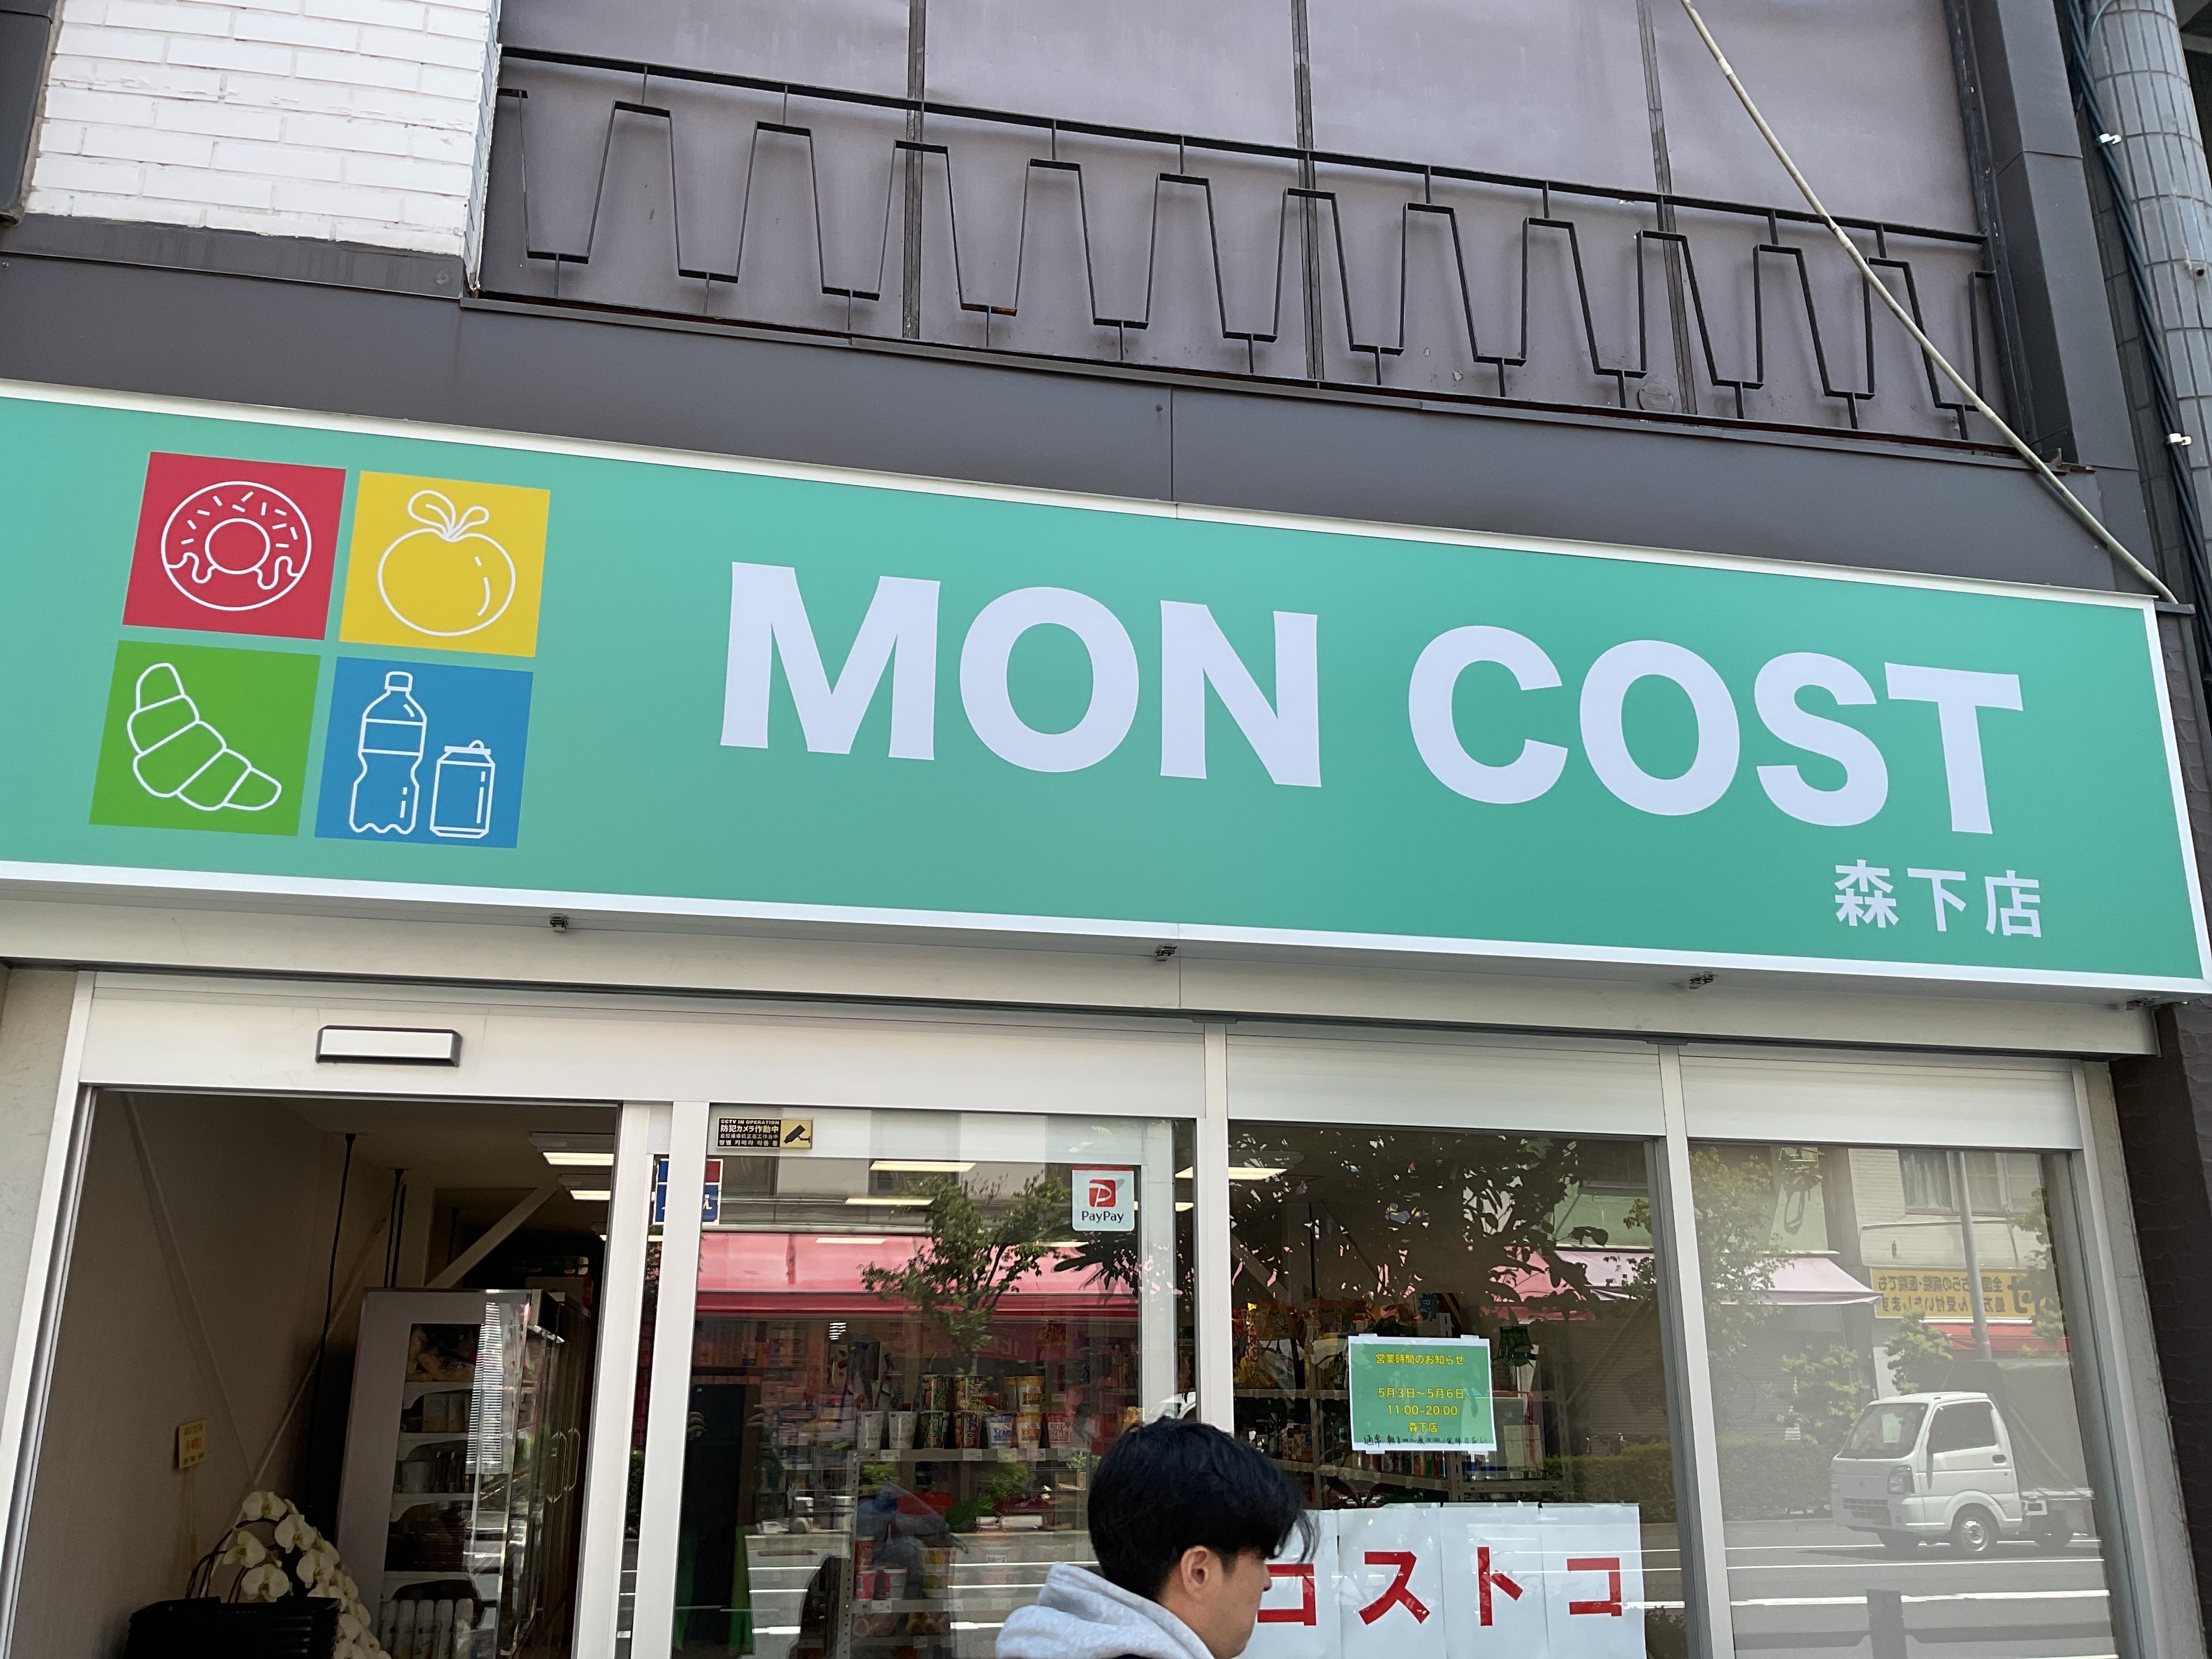 MON COST
森下店
CCTV IN OPERATION
防犯カメラ作動中
PayPay
営業時間のお知らせ
5月3日～5月6日
11:00~20:00
森下店
コストコ